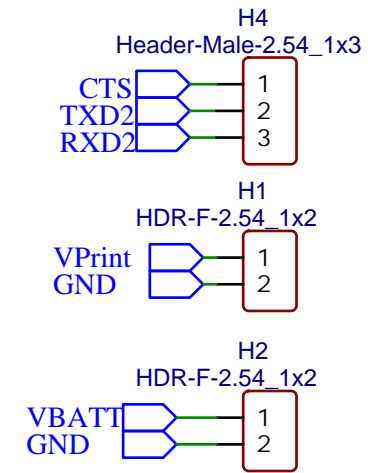 H4
Header-Male-2.54_1x3
CTS 1
TXD2 2
RXD2 3
H1
HDR-F-2.54_1x2
VPrint 1
GND 2
H2
HDR-F-2.54_1x2
VBATT 1
GND 2